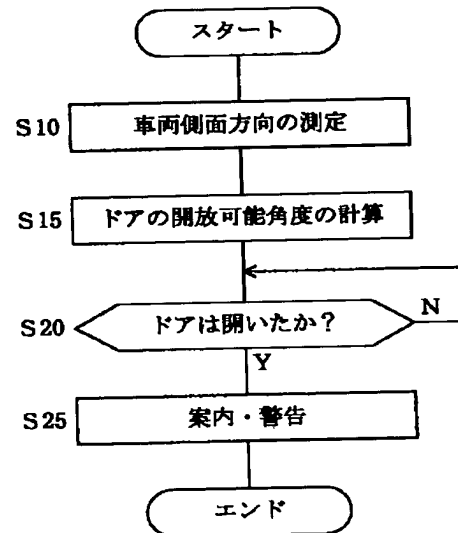 スタート
S10 車両側面方向の測定
S15 ドアの開放可能角度の計算
S20 ドアは開いたか？ N
Y
S25 案内・警告
エンド